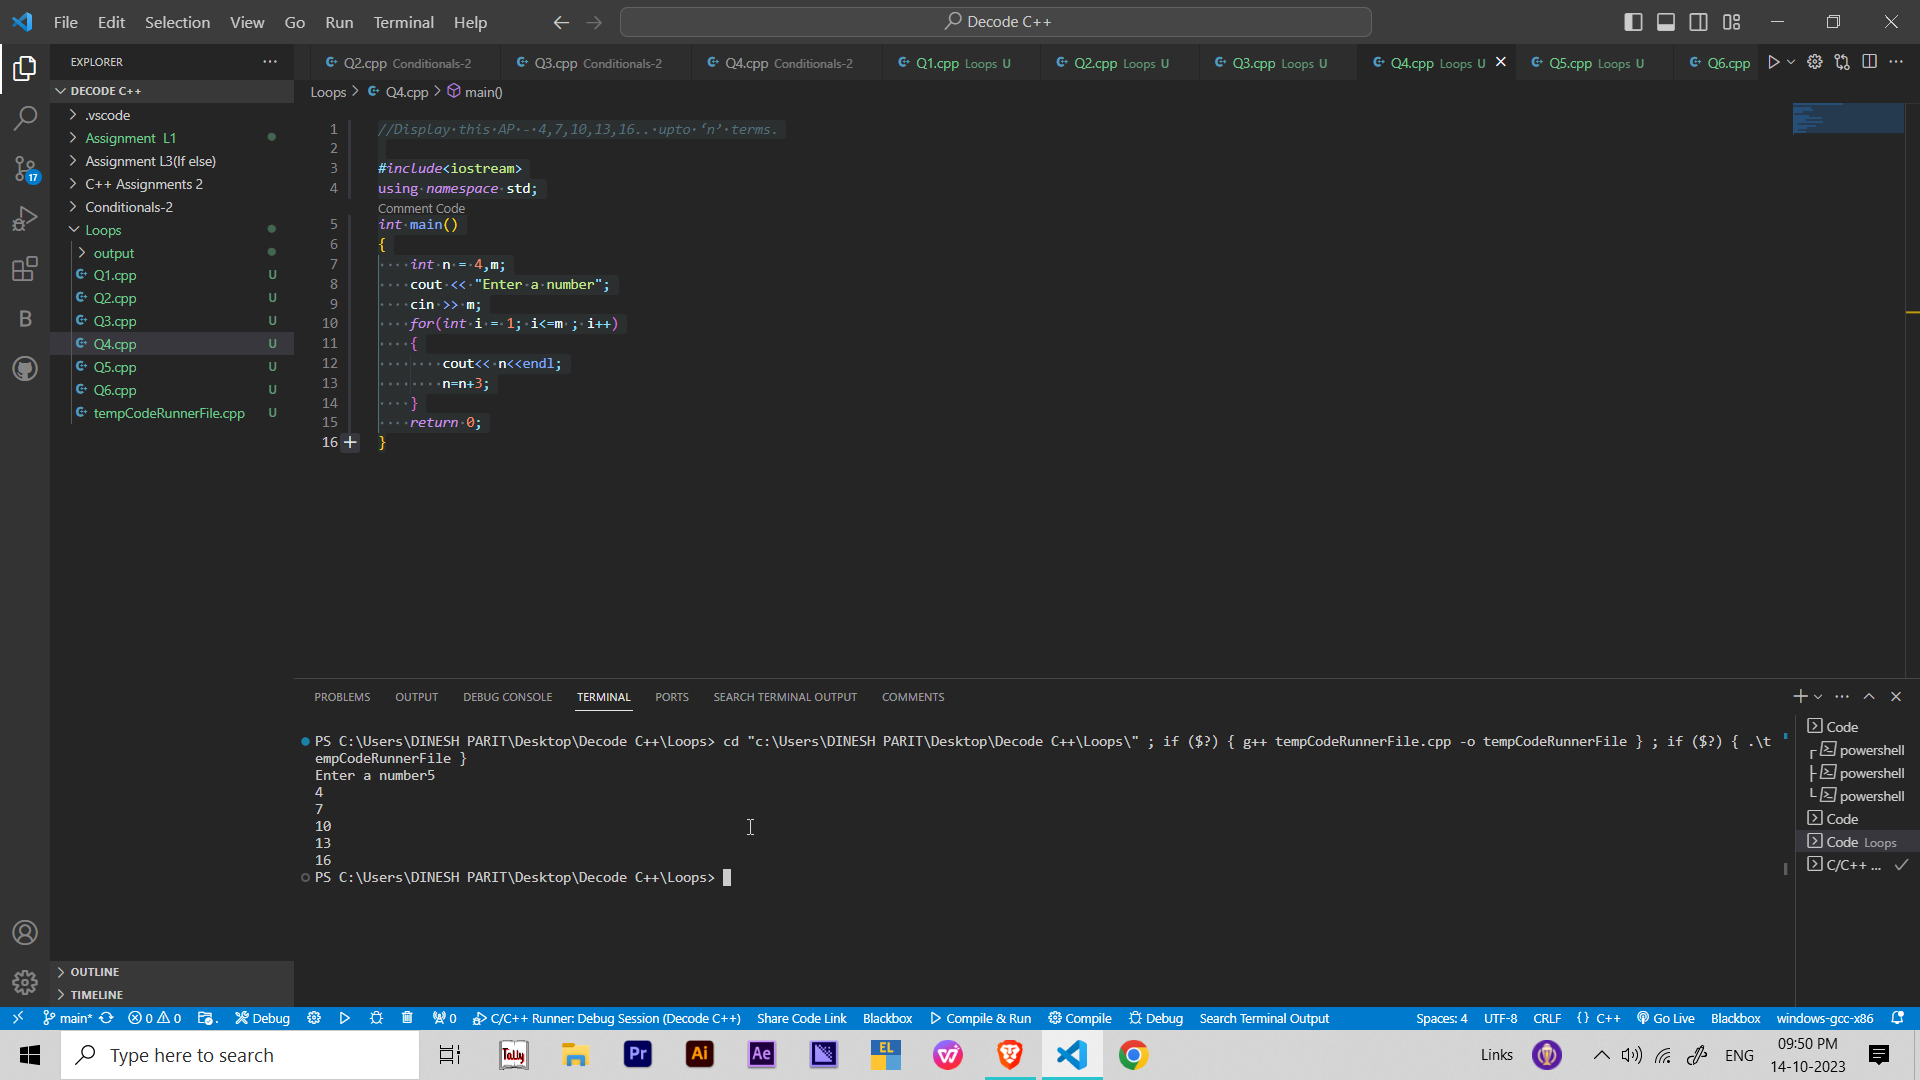 File Edit Selection View Go Run Terminal Help
Decode C++
EXPLORER
Q2.cpp Conditionals-2
Q3.cpp Conditionals-2
Q4.cpp Conditionals-2
Q1.cpp Loops U
Q2.cpp Loops U
Q3.cpp Loops U
Q4.cpp Loops U
Q5.cpp Loops U
Q6.cpp
DECODE C++
.vscode
Assignment L1
Assignment L3(If else)
C++ Assignments 2
Conditionals-2
Loops
output
Q1.cpp U
Q2.cpp U
Q3.cpp U
Q4.cpp U
Q5.cpp U
Q6.cpp U
tempCodeRunnerFile.cpp U
17
B
OUTLINE
TIMELINE
Loops > Q4.cpp > main()
1 //Display·this·AP·-·4,7,10,13,16..·upto·‘n’·terms.
2
3 #include<iostream>
4 using·namespace·std;
Comment Code
5 int·main()
6 {
7 ····int·n·=·4,m;
8 ····cout·<<·"Enter·a·number";
9 ····cin·>>·m;
10 ····for(int·i·=·1;·i<=m·;·i++)
11 ····{
12 ········cout<<·n<<endl;
13 ········n=n+3;
14 ····}
15 ····return·0;
16 }
PROBLEMS OUTPUT DEBUG CONSOLE TERMINAL PORTS SEARCH TERMINAL OUTPUT COMMENTS
PS C:\Users\DINESH PARIT\Desktop\Decode C++\Loops> cd "c:\Users\DINESH PARIT\Desktop\Decode C++\Loops\" ; if ($?) { g++ tempCodeRunnerFile.cpp -o tempCodeRunnerFile } ; if ($?) { .\t
empCodeRunnerFile }
Enter a number5
4
7
10
13
16
PS C:\Users\DINESH PARIT\Desktop\Decode C++\Loops>
Code
powershell
powershell
powershell
Code
Code Loops
C/C++ ...
main* 0 0 Debug 0 C/C++ Runner: Debug Session (Decode C++) Share Code Link Blackbox Compile & Run Compile Debug Search Terminal Output Spaces: 4 UTF-8 CRLF {} C++ Go Live Blackbox windows-gcc-x86
Type here to search
Tally
Pr
Ai
Ae
EL
Links
ENG
09:50 PM
14-10-2023